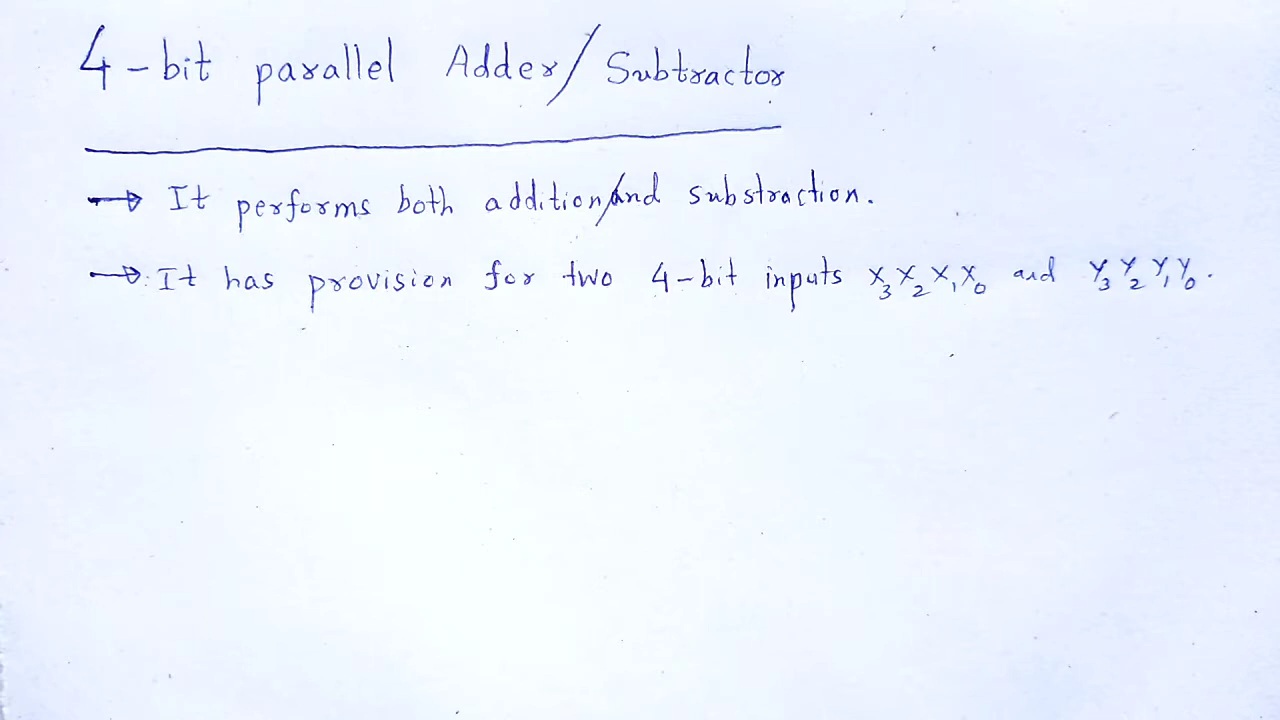 4-bit parallel Adder/Subtractor
→ It performs both addition/and substraction.
→ It has provision for two 4-bit inputs X₃X₂X₁X₀ and Y₃Y₂Y₁Y₀.